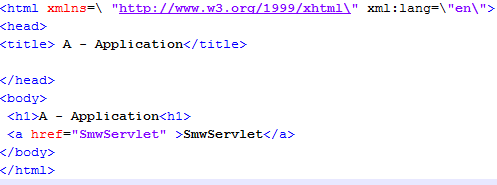 <html xmlns=\ "http://www.w3.org/1999/xhtml\" xml:lang=\"en\">
<head>
<title> A - Application</title>
</head>
<body>
<h1>A - Application<h1>
<a href="SmwServlet" >SmwServlet</a>
</body>
</html>